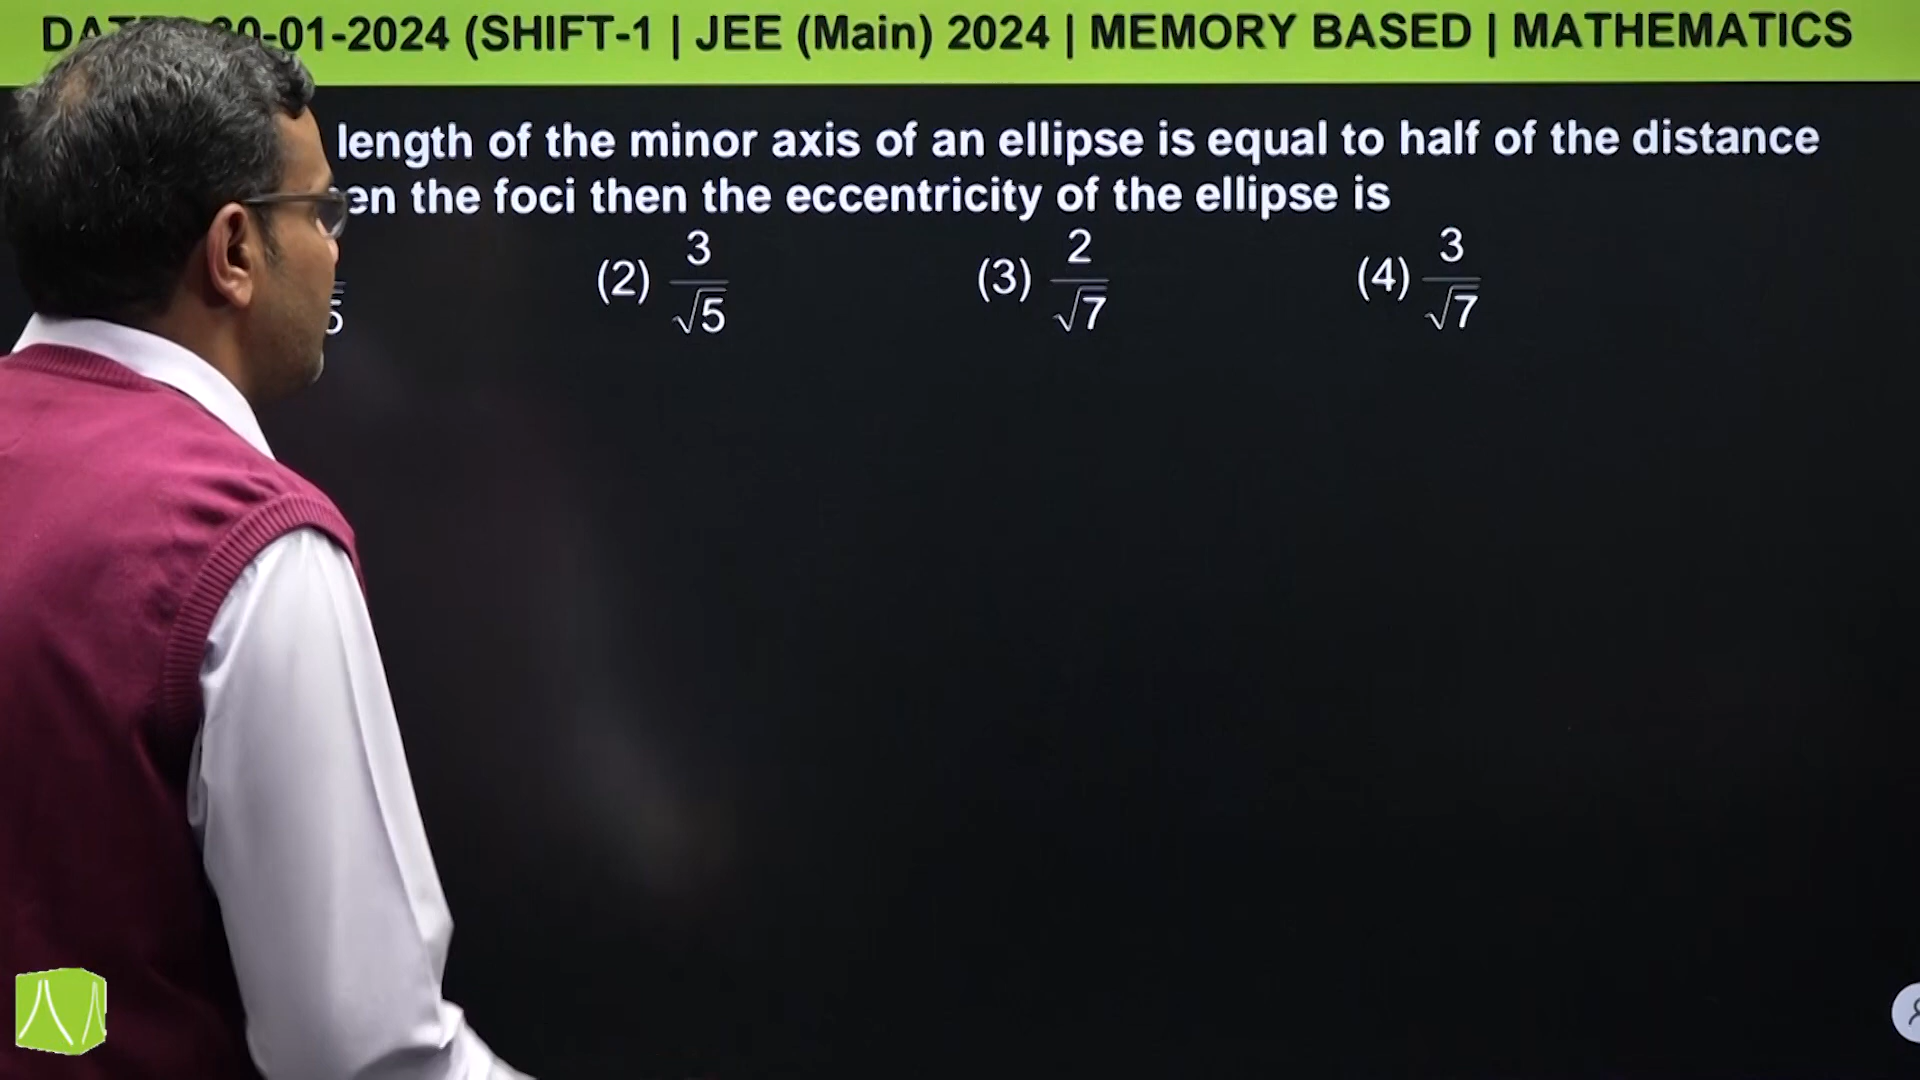 30-01-2024 (SHIFT-1 | JEE (Main) 2024 | MEMORY BASED | MATHEMATICS
length of the minor axis of an ellipse is equal to half of the distance
en the foci then the eccentricity of the ellipse is
5 (2) 3/√5 (3) 2/√7 (4) 3/√7